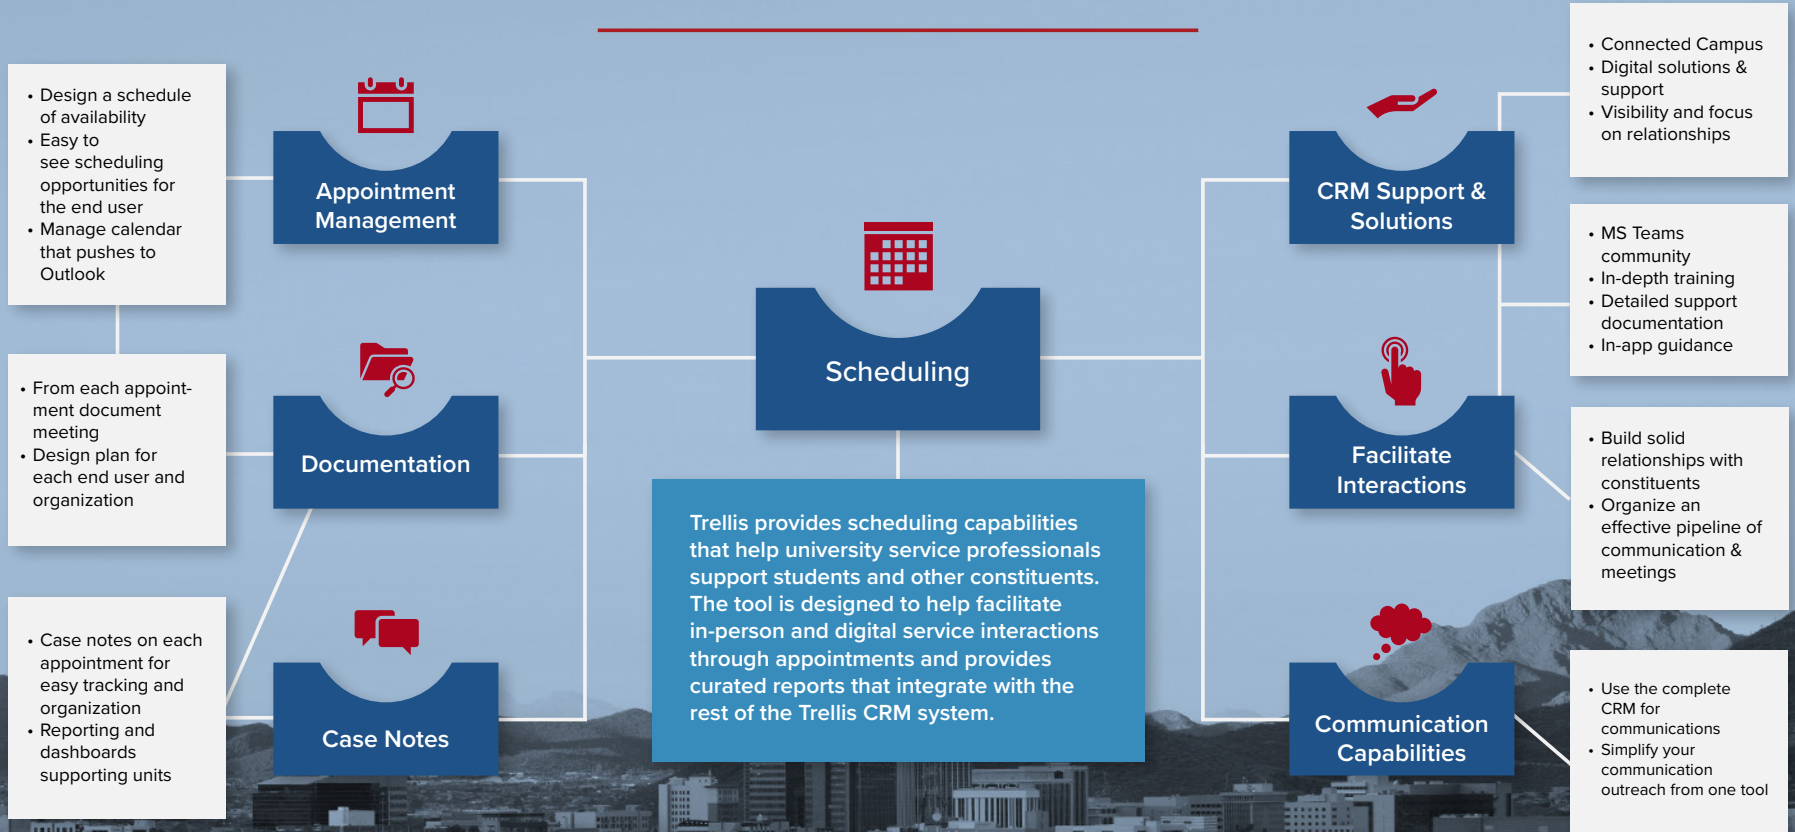 • Design a schedule
of availability
• Easy to
see scheduling
opportunities for
the end user
• Manage calendar
that pushes to
Outlook
• From each appoint-
ment document
meeting
• Design plan for
each end user and
organization
• Case notes on each
appointment for
easy tracking and
organization
• Reporting and
dashboards
supporting units
Appointment
Management
Documentation
Case Notes
Scheduling
Trellis provides scheduling capabilities
that help university service professionals
support students and other constituents.
The tool is designed to help facilitate
in-person and digital service interactions
through appointments and provides
curated reports that integrate with the
rest of the Trellis CRM system.
CRM Support &
Solutions
Facilitate
Interactions
Communication
Capabilities
• Connected Campus
• Digital solutions &
support
• Visibility and focus
on relationships
• MS Teams
community
• In-depth training
• Detailed support
documentation
• In-app guidance
• Build solid
relationships with
constituents
• Organize an
effective pipeline of
communication &
meetings
• Use the complete
CRM for
communications
• Simplify your
communication
outreach from one tool